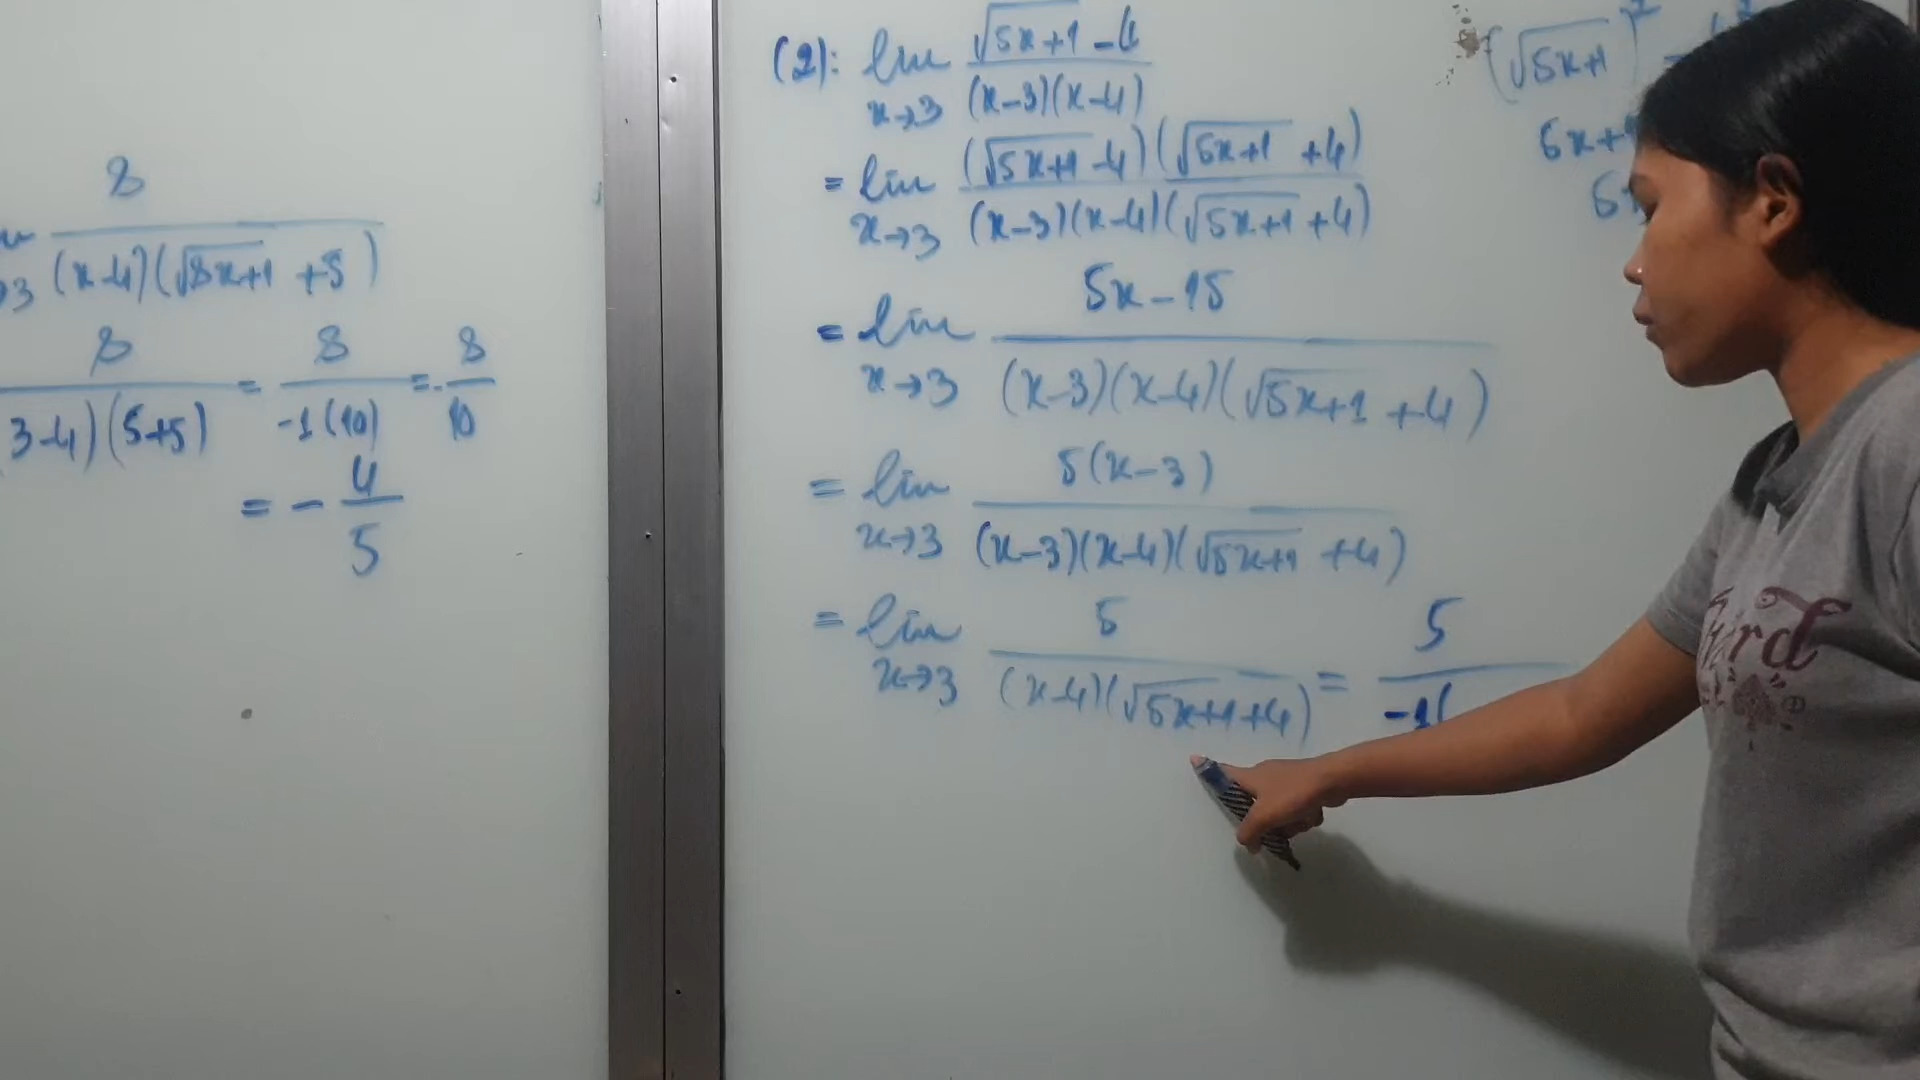 8
(x-4)(√8x+1 +5)
→3
8 / (3-4)(5+5) = 8 / -1(10) = - 8/10
= - 4/5
(2): lim x→3 √5x+1 -4 / (x-3)(x-4)
= lim x→3 (√5x+1 -4)(√5x+1 +4) / (x-3)(x-4)(√5x+1 +4)
= lim x→3 5x-15 / (x-3)(x-4)(√5x+1 +4)
= lim x→3 5(x-3) / (x-3)(x-4)(√5x+1 +4)
= lim x→3 5 / (x-4)(√5x+1+4) = 5 / -1(
(√5x+1)² -
5x+